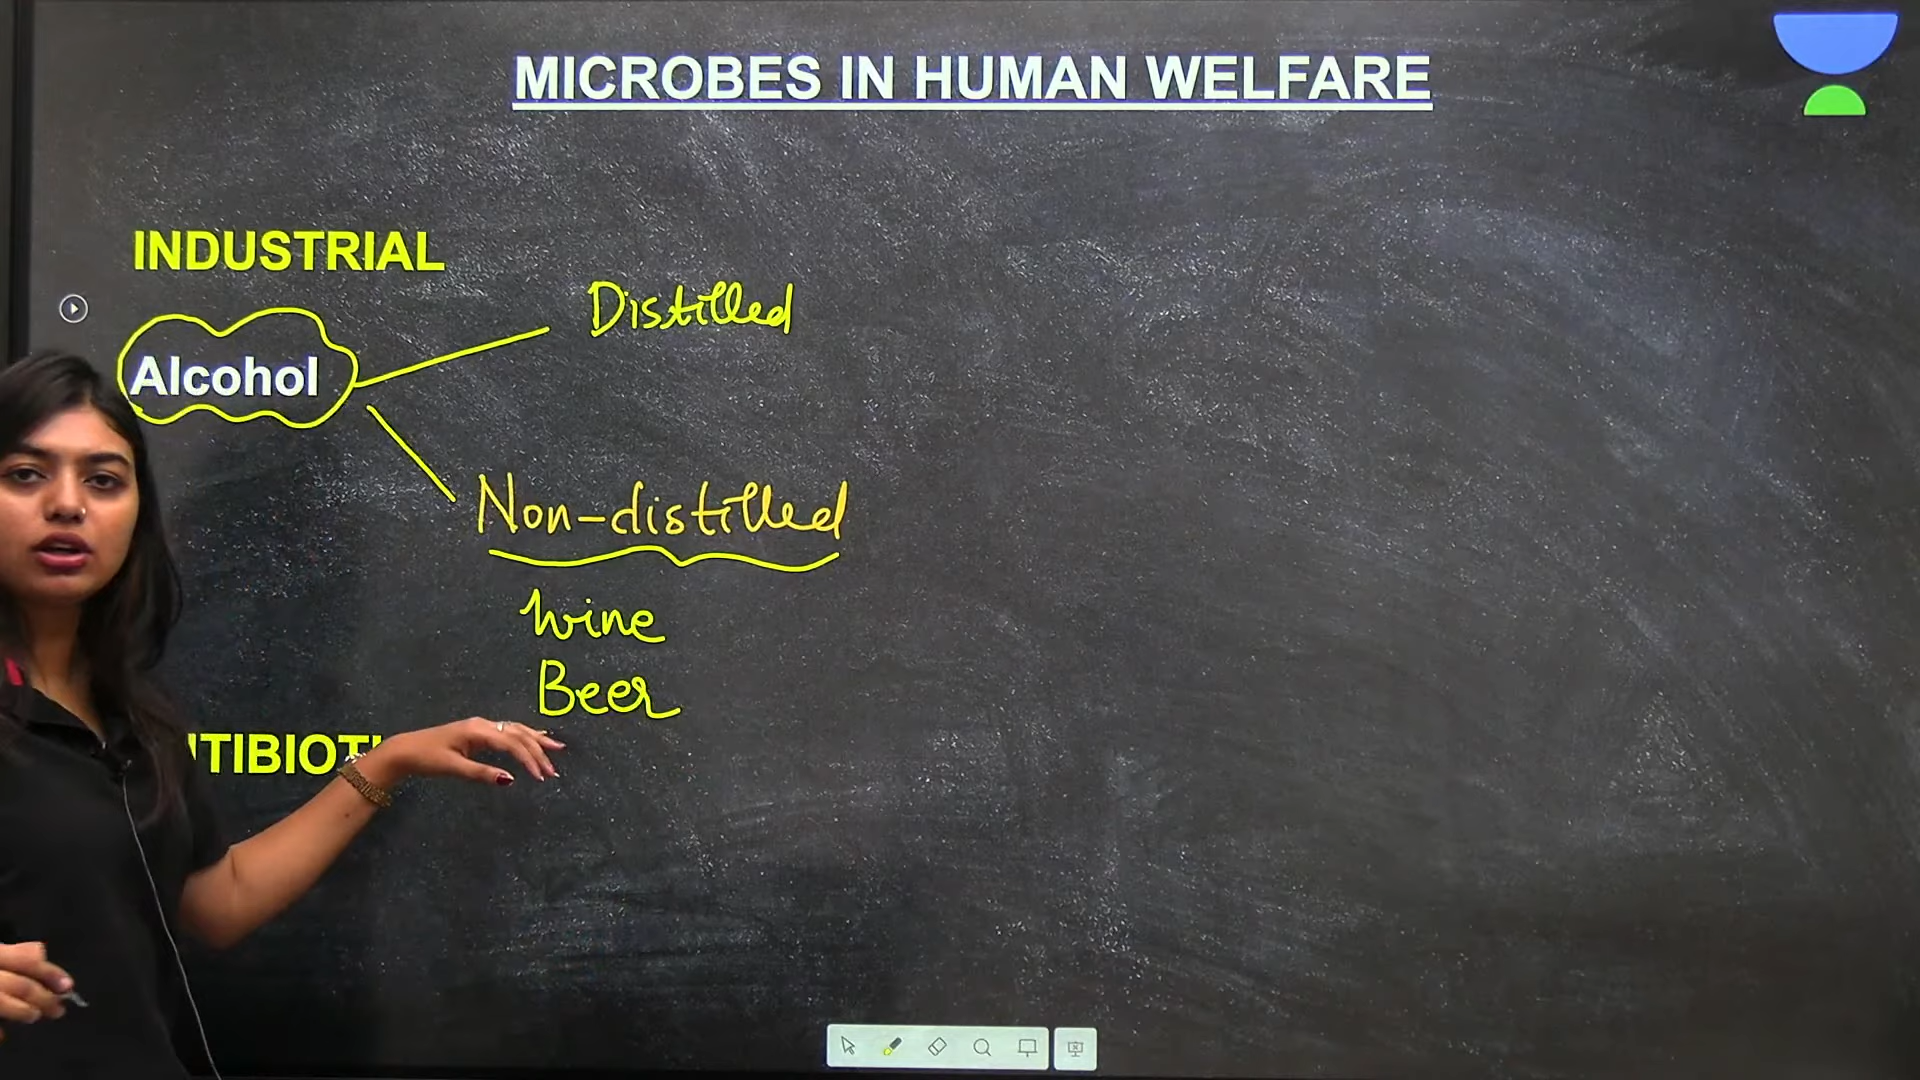 MICROBES IN HUMAN WELFARE
INDUSTRIAL
Distilled
Alcohol
Non-distilled
Wine
Beer